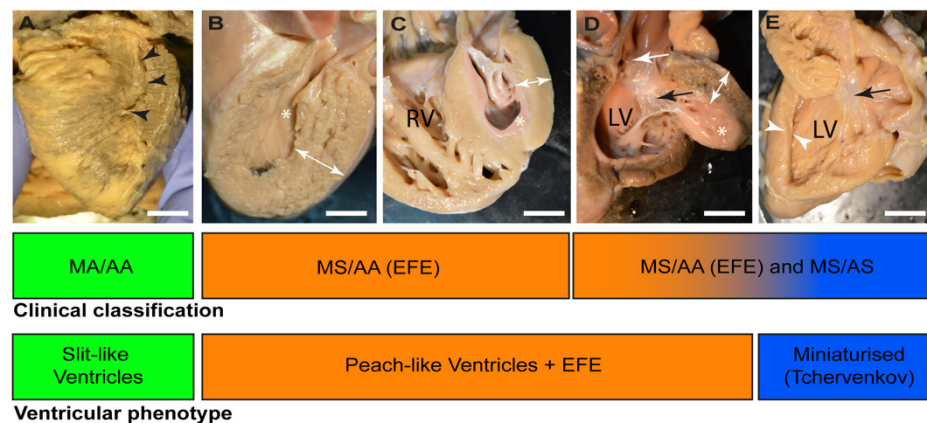 A B C D E
RV LV LV
* * *
MA/AA MS/AA (EFE) MS/AA (EFE) and MS/AS
Clinical classification
Slit-like
Ventricles
Peach-like Ventricles + EFE
Miniaturised
(Tchervenkov)
Ventricular phenotype